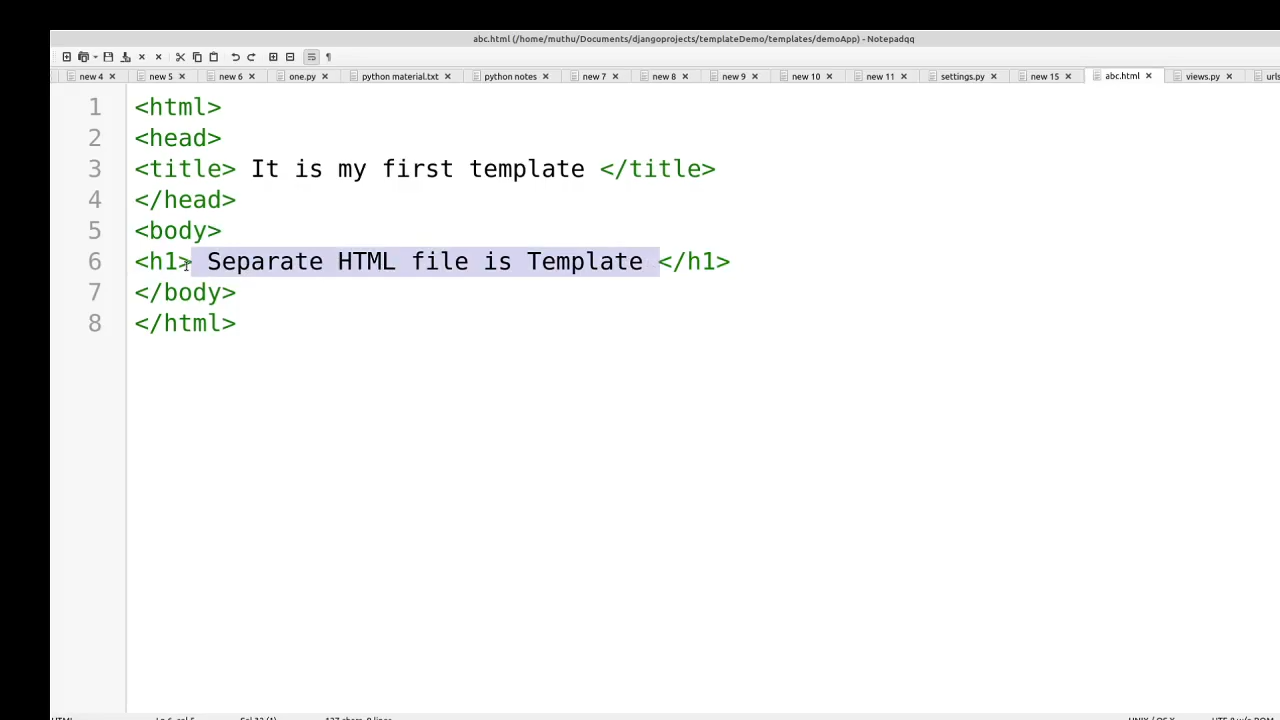 abc.html (/home/muthu/Documents/djangoprojects/templateDemo/templates/demoApp) - Notepadqq
new 4 new 5 new 6 one.py python material.txt python notes new 7 new 8 new 9 new 10 new 11 settings.py new 15 abc.html views.py urls
1 <html>
2 <head>
3 <title> It is my first template </title>
4 </head>
5 <body>
6 <h1> Separate HTML file is Template </h1>
7 </body>
8 </html>